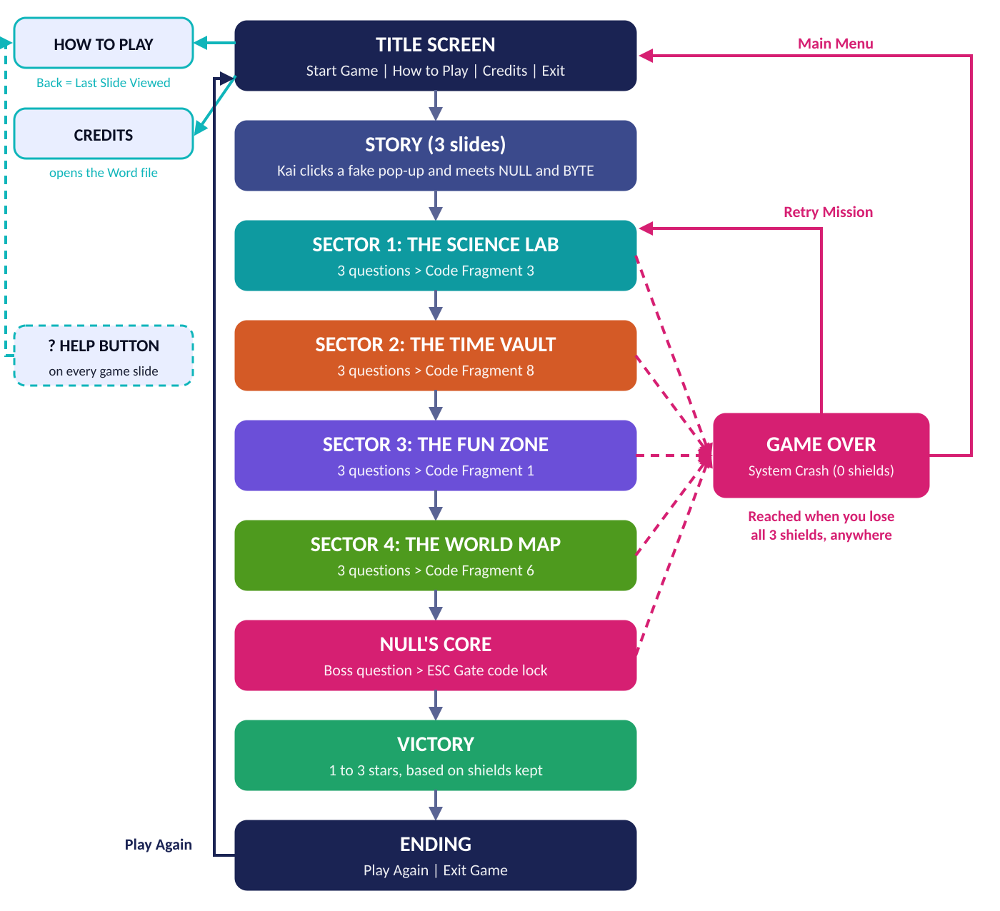 HOW TO PLAY
Back = Last Slide Viewed
CREDITS
opens the Word file
? HELP BUTTON
on every game slide
TITLE SCREEN
Start Game | How to Play | Credits | Exit
STORY (3 slides)
Kai clicks a fake pop-up and meets NULL and BYTE
SECTOR 1: THE SCIENCE LAB
3 questions > Code Fragment 3
SECTOR 2: THE TIME VAULT
3 questions > Code Fragment 8
SECTOR 3: THE FUN ZONE
3 questions > Code Fragment 1
SECTOR 4: THE WORLD MAP
3 questions > Code Fragment 6
NULL'S CORE
Boss question > ESC Gate code lock
VICTORY
1 to 3 stars, based on shields kept
Play Again
ENDING
Play Again | Exit Game
Main Menu
Retry Mission
GAME OVER
System Crash (0 shields)
Reached when you lose
all 3 shields, anywhere